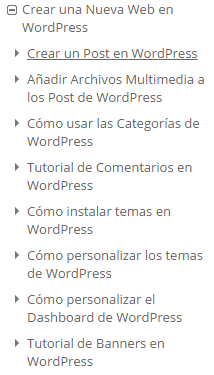 Crear una Nueva Web en
WordPress
Crear un Post en WordPress
Añadir Archivos Multimedia a
los Post de WordPress
Cómo usar las Categorías de
WordPress
Tutorial de Comentarios en
WordPress
Cómo instalar temas en
WordPress
Cómo personalizar los temas
de WordPress
Cómo personalizar el
Dashboard de WordPress
Tutorial de Banners en
WordPress